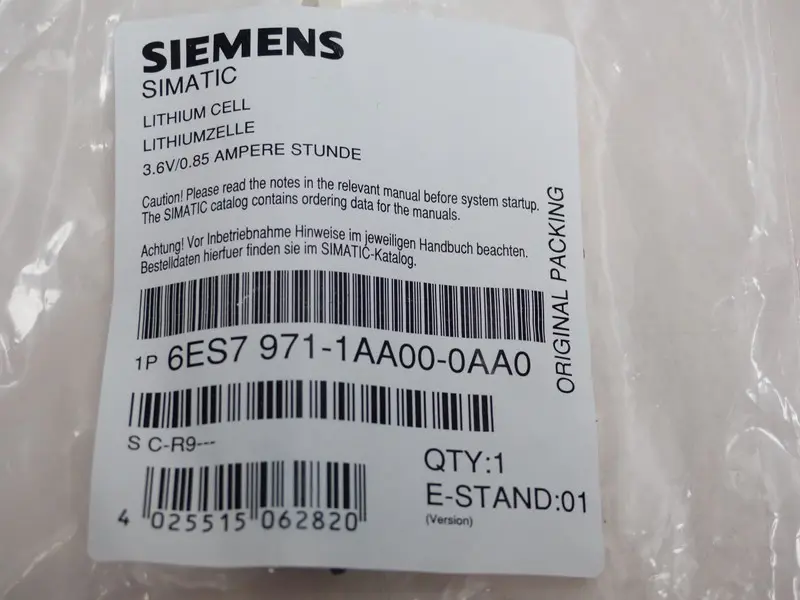 SIEMENS
SIMATIC
LITHIUM CELL
LITHIUMZELLE
3.6V/0.85 AMPERE STUNDE
Caution! Please read the notes in the relevant manual before system startup.
The SIMATIC catalog contains ordering data for the manuals.
Achtung! Vor Inbetriebnahme Hinweise im jeweiligen Handbuch beachten.
Bestelldaten hierfuer finden sie im SIMATIC-Katalog.
ORIGINAL PACKING
1P 6ES7 971-1AA00-0AA0
S C-R9---
QTY:1
E-STAND:01
(Version)
4 025515 062820